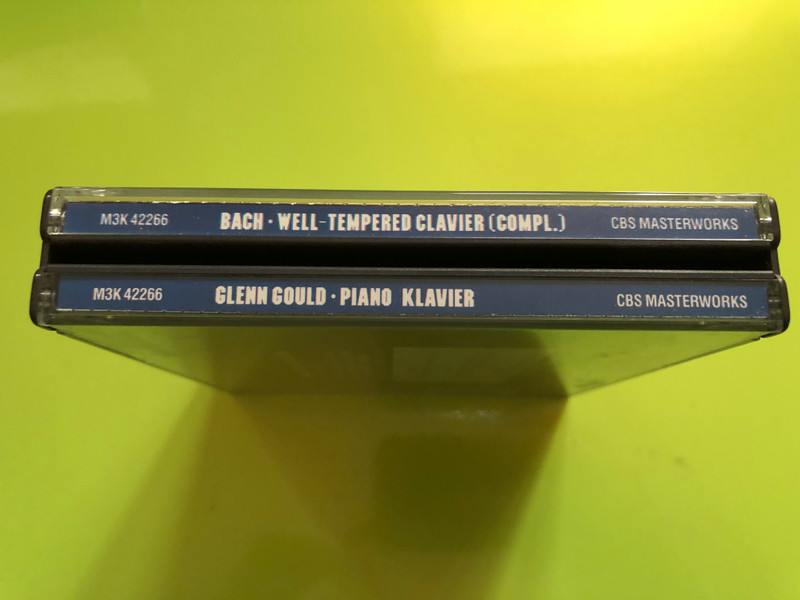 M3K 42266 BACH · WELL-TEMPERED CLAVIER (COMPL.) CBS MASTERWORKS
M3K 42266 GLENN GOULD · PIANO KLAVIER CBS MASTERWORKS